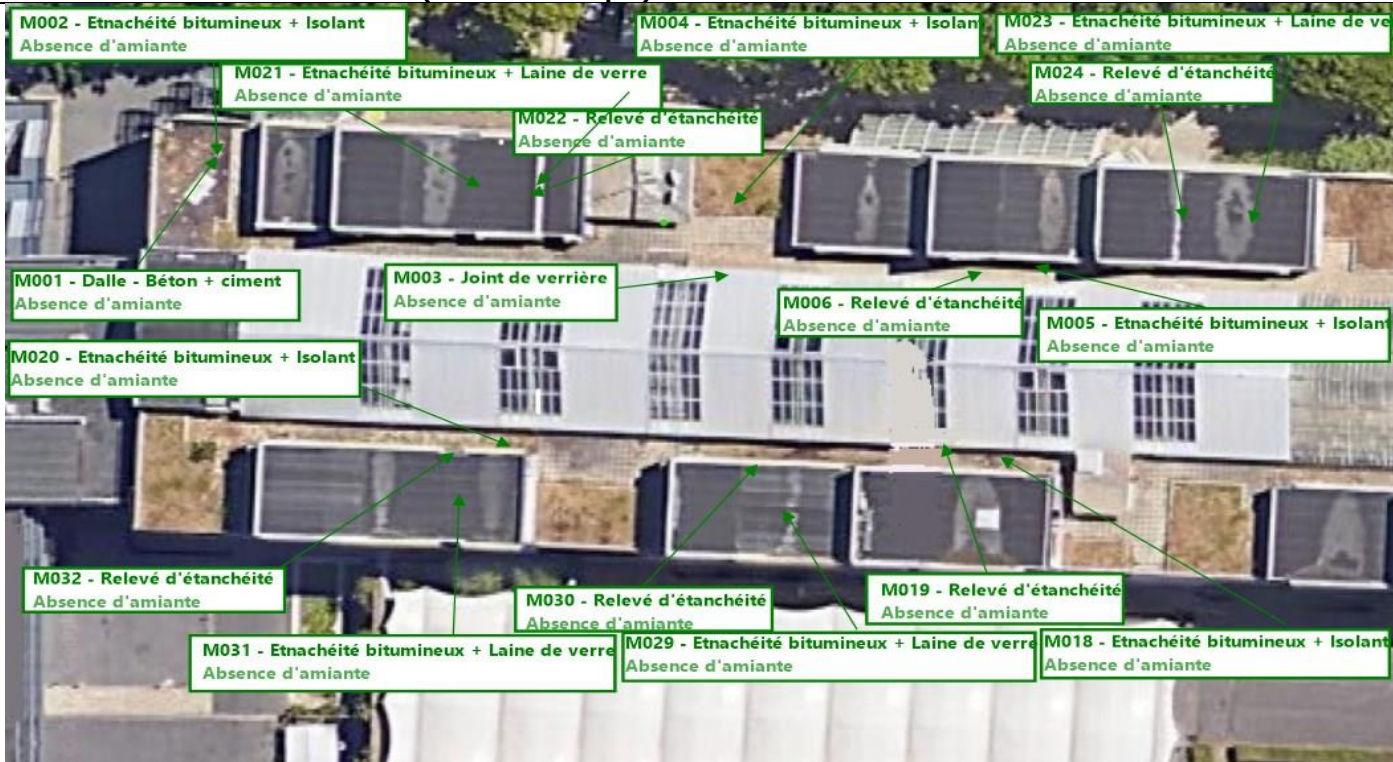 M002 - Etnachéité bitumineux + Isolant
Absence d'amiante
M004 - Etnachéité bitumineux + Isolant
Absence d'amiante
M023 - Etnachéité bitumineux + Laine de ve
Absence d'amiante
M021 - Etnachéité bitumineux + Laine de verre
Absence d'amiante
M024 - Relevé d'étanchéité
Absence d'amiante
M022 - Relevé d'étanchéité
Absence d'amiante
M001 - Dalle - Béton + ciment
Absence d'amiante
M003 - Joint de verrière
Absence d'amiante
M006 - Relevé d'étanchéité
Absence d'amiante
M005 - Etnachéité bitumineux + Isolant
Absence d'amiante
M020 - Etnachéité bitumineux + Isolant
Absence d'amiante
M032 - Relevé d'étanchéité
Absence d'amiante
M030 - Relevé d'étanchéité
Absence d'amiante
M019 - Relevé d'étanchéité
Absence d'amiante
M031 - Etnachéité bitumineux + Laine de verre
Absence d'amiante
M029 - Etnachéité bitumineux + Laine de verre
Absence d'amiante
M018 - Etnachéité bitumineux + Isolant
Absence d'amiante